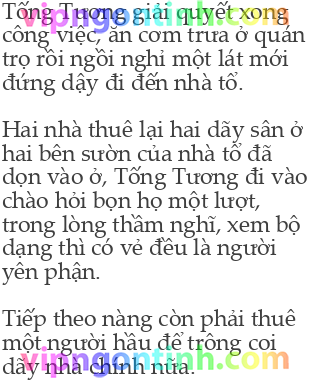 Tống Tương giải quyết xong
vipngontinh.com
công việc, ăn cơm trưa ở quán
trọ rồi ngồi nghỉ một lát mới
đứng dậy đi đến nhà tổ.
Hai nhà thuê lại hai dãy sân ở
hai bên sườn của nhà tổ đã
dọn vào ở, Tống Tương đi vào
chào hỏi bọn họ một lượt,
trong lòng thầm nghĩ, xem bộ
dạng thì có vẻ đều là người
yên phận.
Tiếp theo nàng còn phải thuê
một người hầu để trông coi
vipngontinh.com
dãy nhà chính nữa.